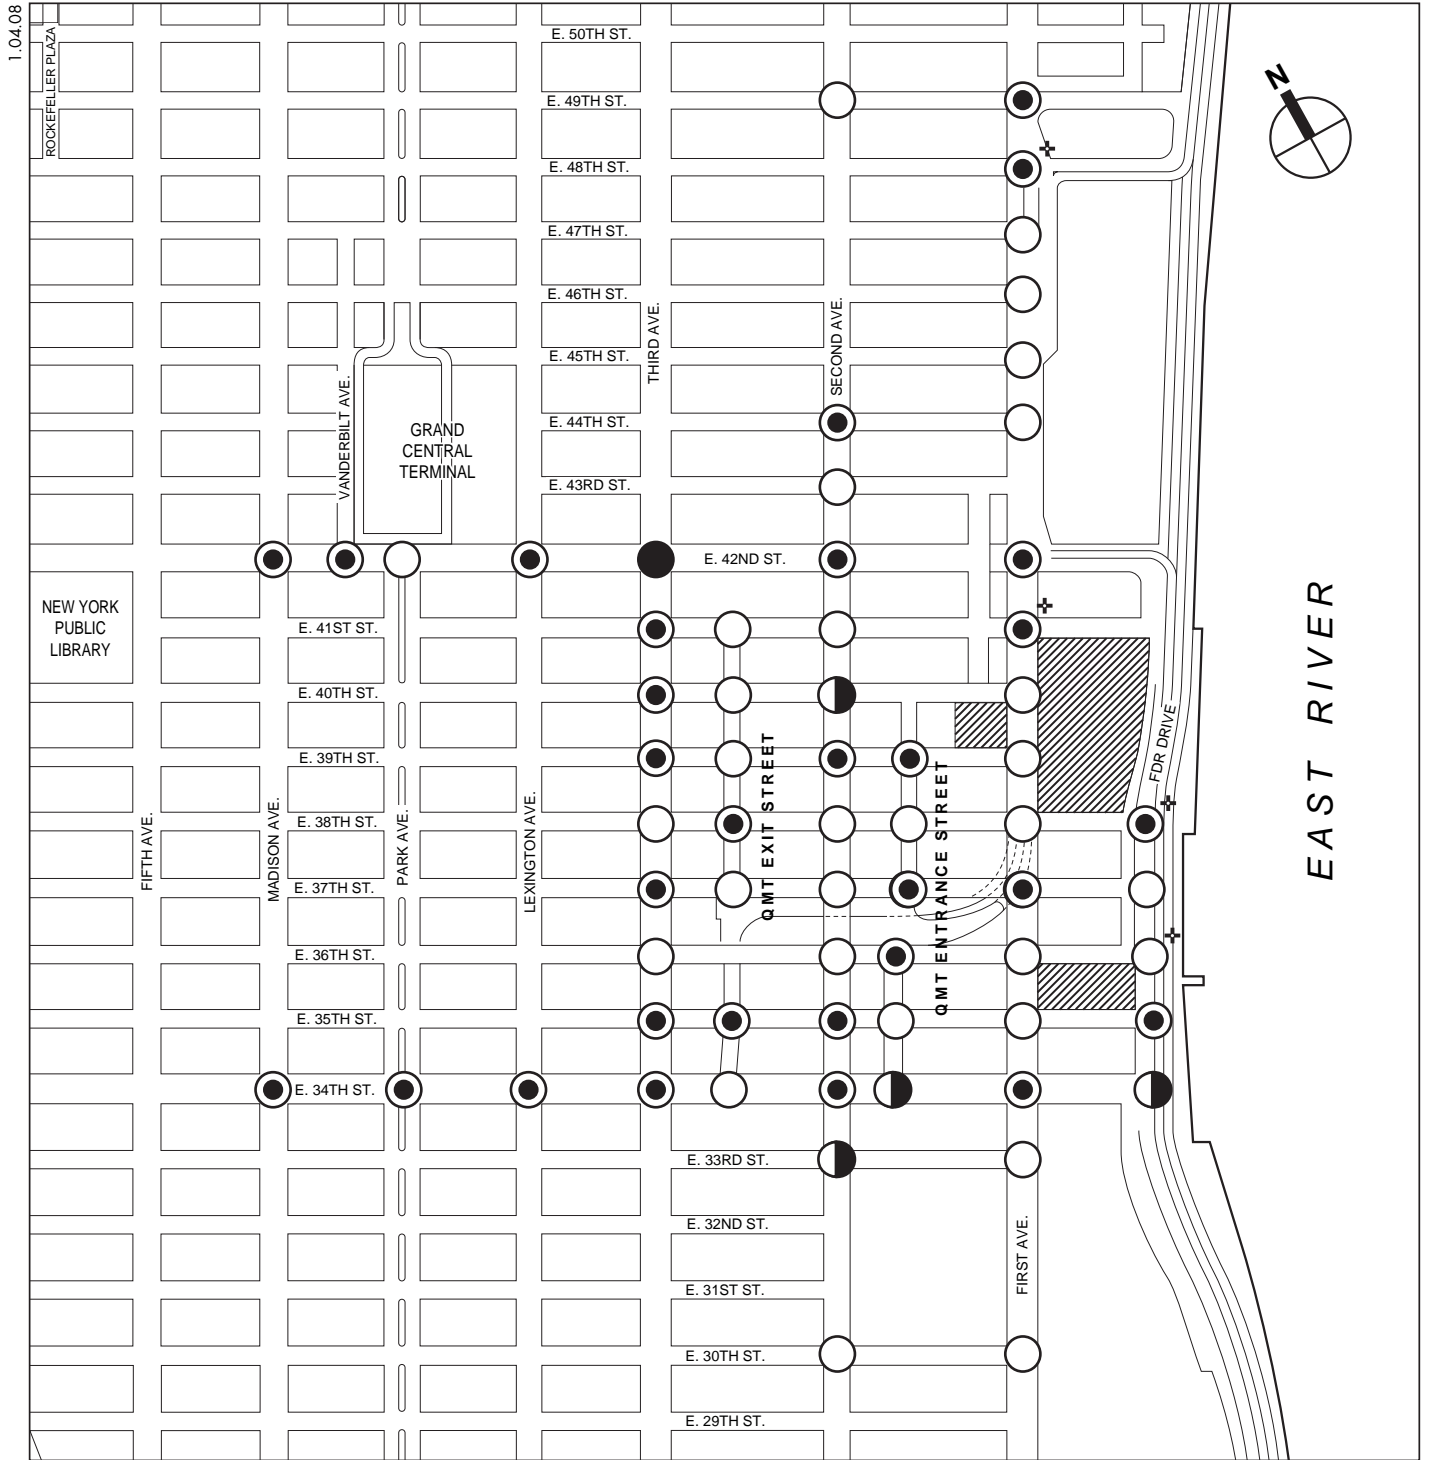 1.04.08
ROCKEFELLER PLAZA
E. 50TH ST.
N
E. 49TH ST.
E. 48TH ST.
E. 47TH ST.
E. 46TH ST.
THIRD AVE.
SECOND AVE.
E. 45TH ST.
VANDERBILT AVE.
GRAND
CENTRAL
TERMINAL
E. 44TH ST.
E. 43RD ST.
E. 42ND ST.
NEW YORK
PUBLIC
LIBRARY
E. 41ST ST.
E. 40TH ST.
EAST RIVER
FDR DRIVE
QMT EXIT STREET
QMT ENTRANCE STREET
E. 39TH ST.
FIFTH AVE.
MADISON AVE.
PARK AVE.
LEXINGTON AVE.
E. 38TH ST.
E. 37TH ST.
E. 36TH ST.
E. 35TH ST.
E. 34TH ST.
E. 33RD ST.
E. 32ND ST.
FIRST AVE.
E. 31ST ST.
E. 30TH ST.
E. 29TH ST.